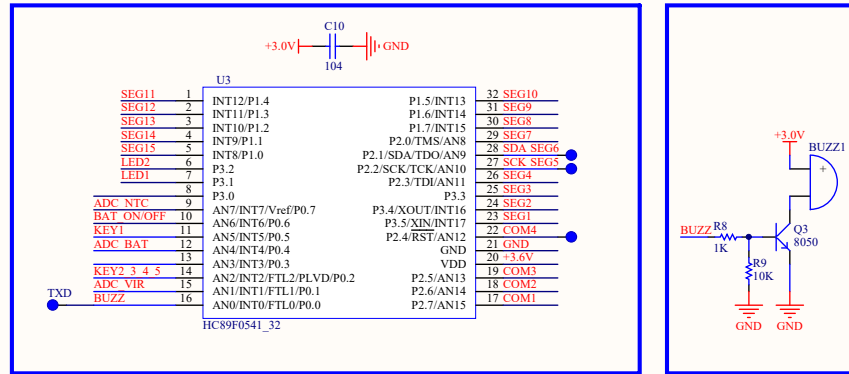 C10
+3.0V GND
104
U3
SEG11 1 INT12/P1.4 P1.5/INT13 32 SEG10
SEG12 2 INT11/P1.3 P1.6/INT14 31 SEG9
SEG13 3 INT10/P1.2 P1.7/INT15 30 SEG8
SEG14 4 INT9/P1.1 P2.0/TMS/AN8 29 SEG7
SEG15 5 INT8/P1.0 P2.1/SDA/TDO/AN9 28 SDA SEG6
LED2 6 P3.2 P2.2/SCK/TCK/AN10 27 SCK SEG5
LED1 7 P3.1 P2.3/TDI/AN11 26 SEG4
8 P3.0 P3.3 25 SEG3
ADC_NTC 9 AN7/INT7/Vref/P0.7 P3.4/XOUT/INT16 24 SEG2
BAT_ON/OFF 10 AN6/INT6/P0.6 P3.5/XIN/INT17 23 SEG1
KEY1 11 AN5/INT5/P0.5 P2.4/RST/AN12 22 COM4
ADC_BAT 12 AN4/INT4/P0.4 GND 21 GND
13 AN3/INT3/P0.3 VDD 20 +3.6V
KEY2_3_4_5 14 AN2/INT2/FTL2/PLVD/P0.2 P2.5/AN13 19 COM3
ADC_VIR 15 AN1/INT1/FTL1/P0.1 P2.6/AN14 18 COM2
TXD BUZZ 16 AN0/INT0/FTL0/P0.0 P2.7/AN15 17 COM1
HC89F0541_32
+3.0V
BUZZ1
+
BUZZ R8 Q3
1K 8050
R9
10K
GND GND